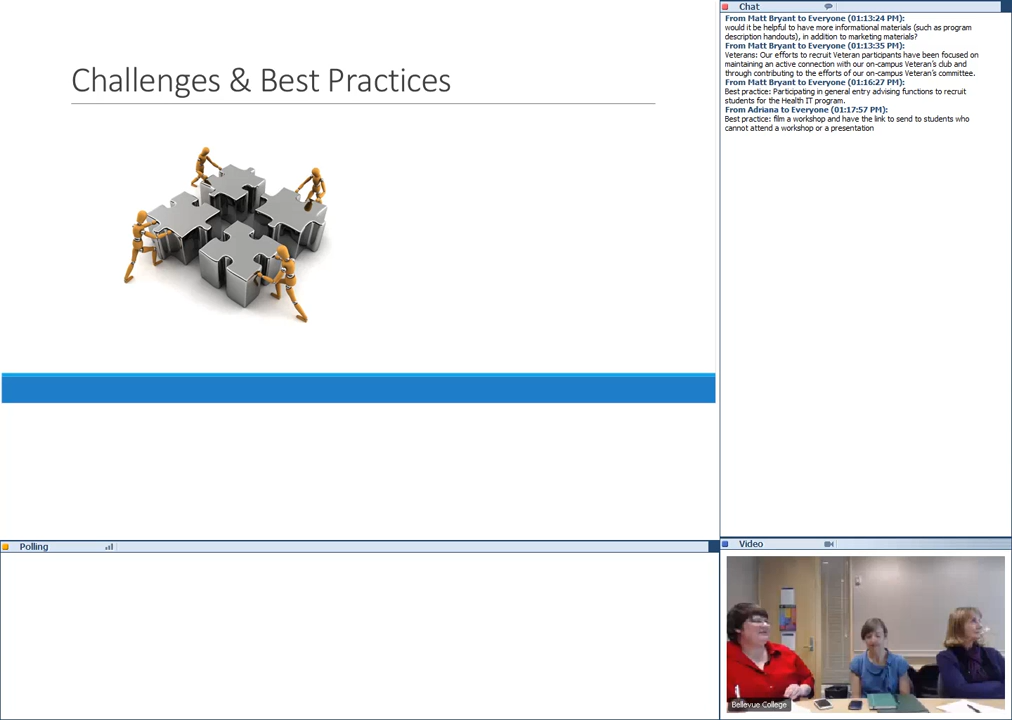 Challenges & Best Practices
Chat
From Matt Bryant to Everyone (01:13:24 PM):
would it be helpful to have more informational materials (such as program
description handouts), in addition to marketing materials?
From Matt Bryant to Everyone (01:13:35 PM):
Veterans: Our efforts to recruit Veteran participants have been focused on
maintaining an active connection with our on-campus Veteran's club and
through contributing to the efforts of our on-campus Veteran's committee.
From Matt Bryant to Everyone (01:16:27 PM):
Best practice: Participating in general entry advising functions to recruit
students for the Health IT program.
From Adriana to Everyone (01:17:57 PM):
Best practice: film a workshop and have the link to send to students who
cannot attend a workshop or a presentation
Polling
Video
Bellevue College